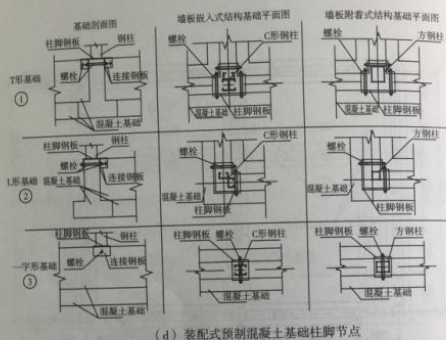 基础剖面图 墙板嵌入式结构基础平面图 墙板附着式结构基础平面图
T形基础
①
柱脚钢板 钢柱
螺栓 连接钢板
混凝土基础
螺栓 C形钢柱
混凝土基础 柱脚钢板
螺栓 方钢柱
混凝土基础 柱脚钢板
L形基础
②
柱脚钢板 钢柱
螺栓
混凝土基础 连接钢板
螺栓 C形钢柱
混凝土基础
柱脚钢板
螺栓 方钢柱
混凝土基础
柱脚钢板
一字形基础
③
柱脚钢板 钢柱
螺栓 连接钢板
混凝土基础
柱脚钢板 螺栓 C形钢柱
混凝土基础
柱脚钢板 螺栓 方钢柱
混凝土基础
(d) 装配式预制混凝土基础柱脚节点